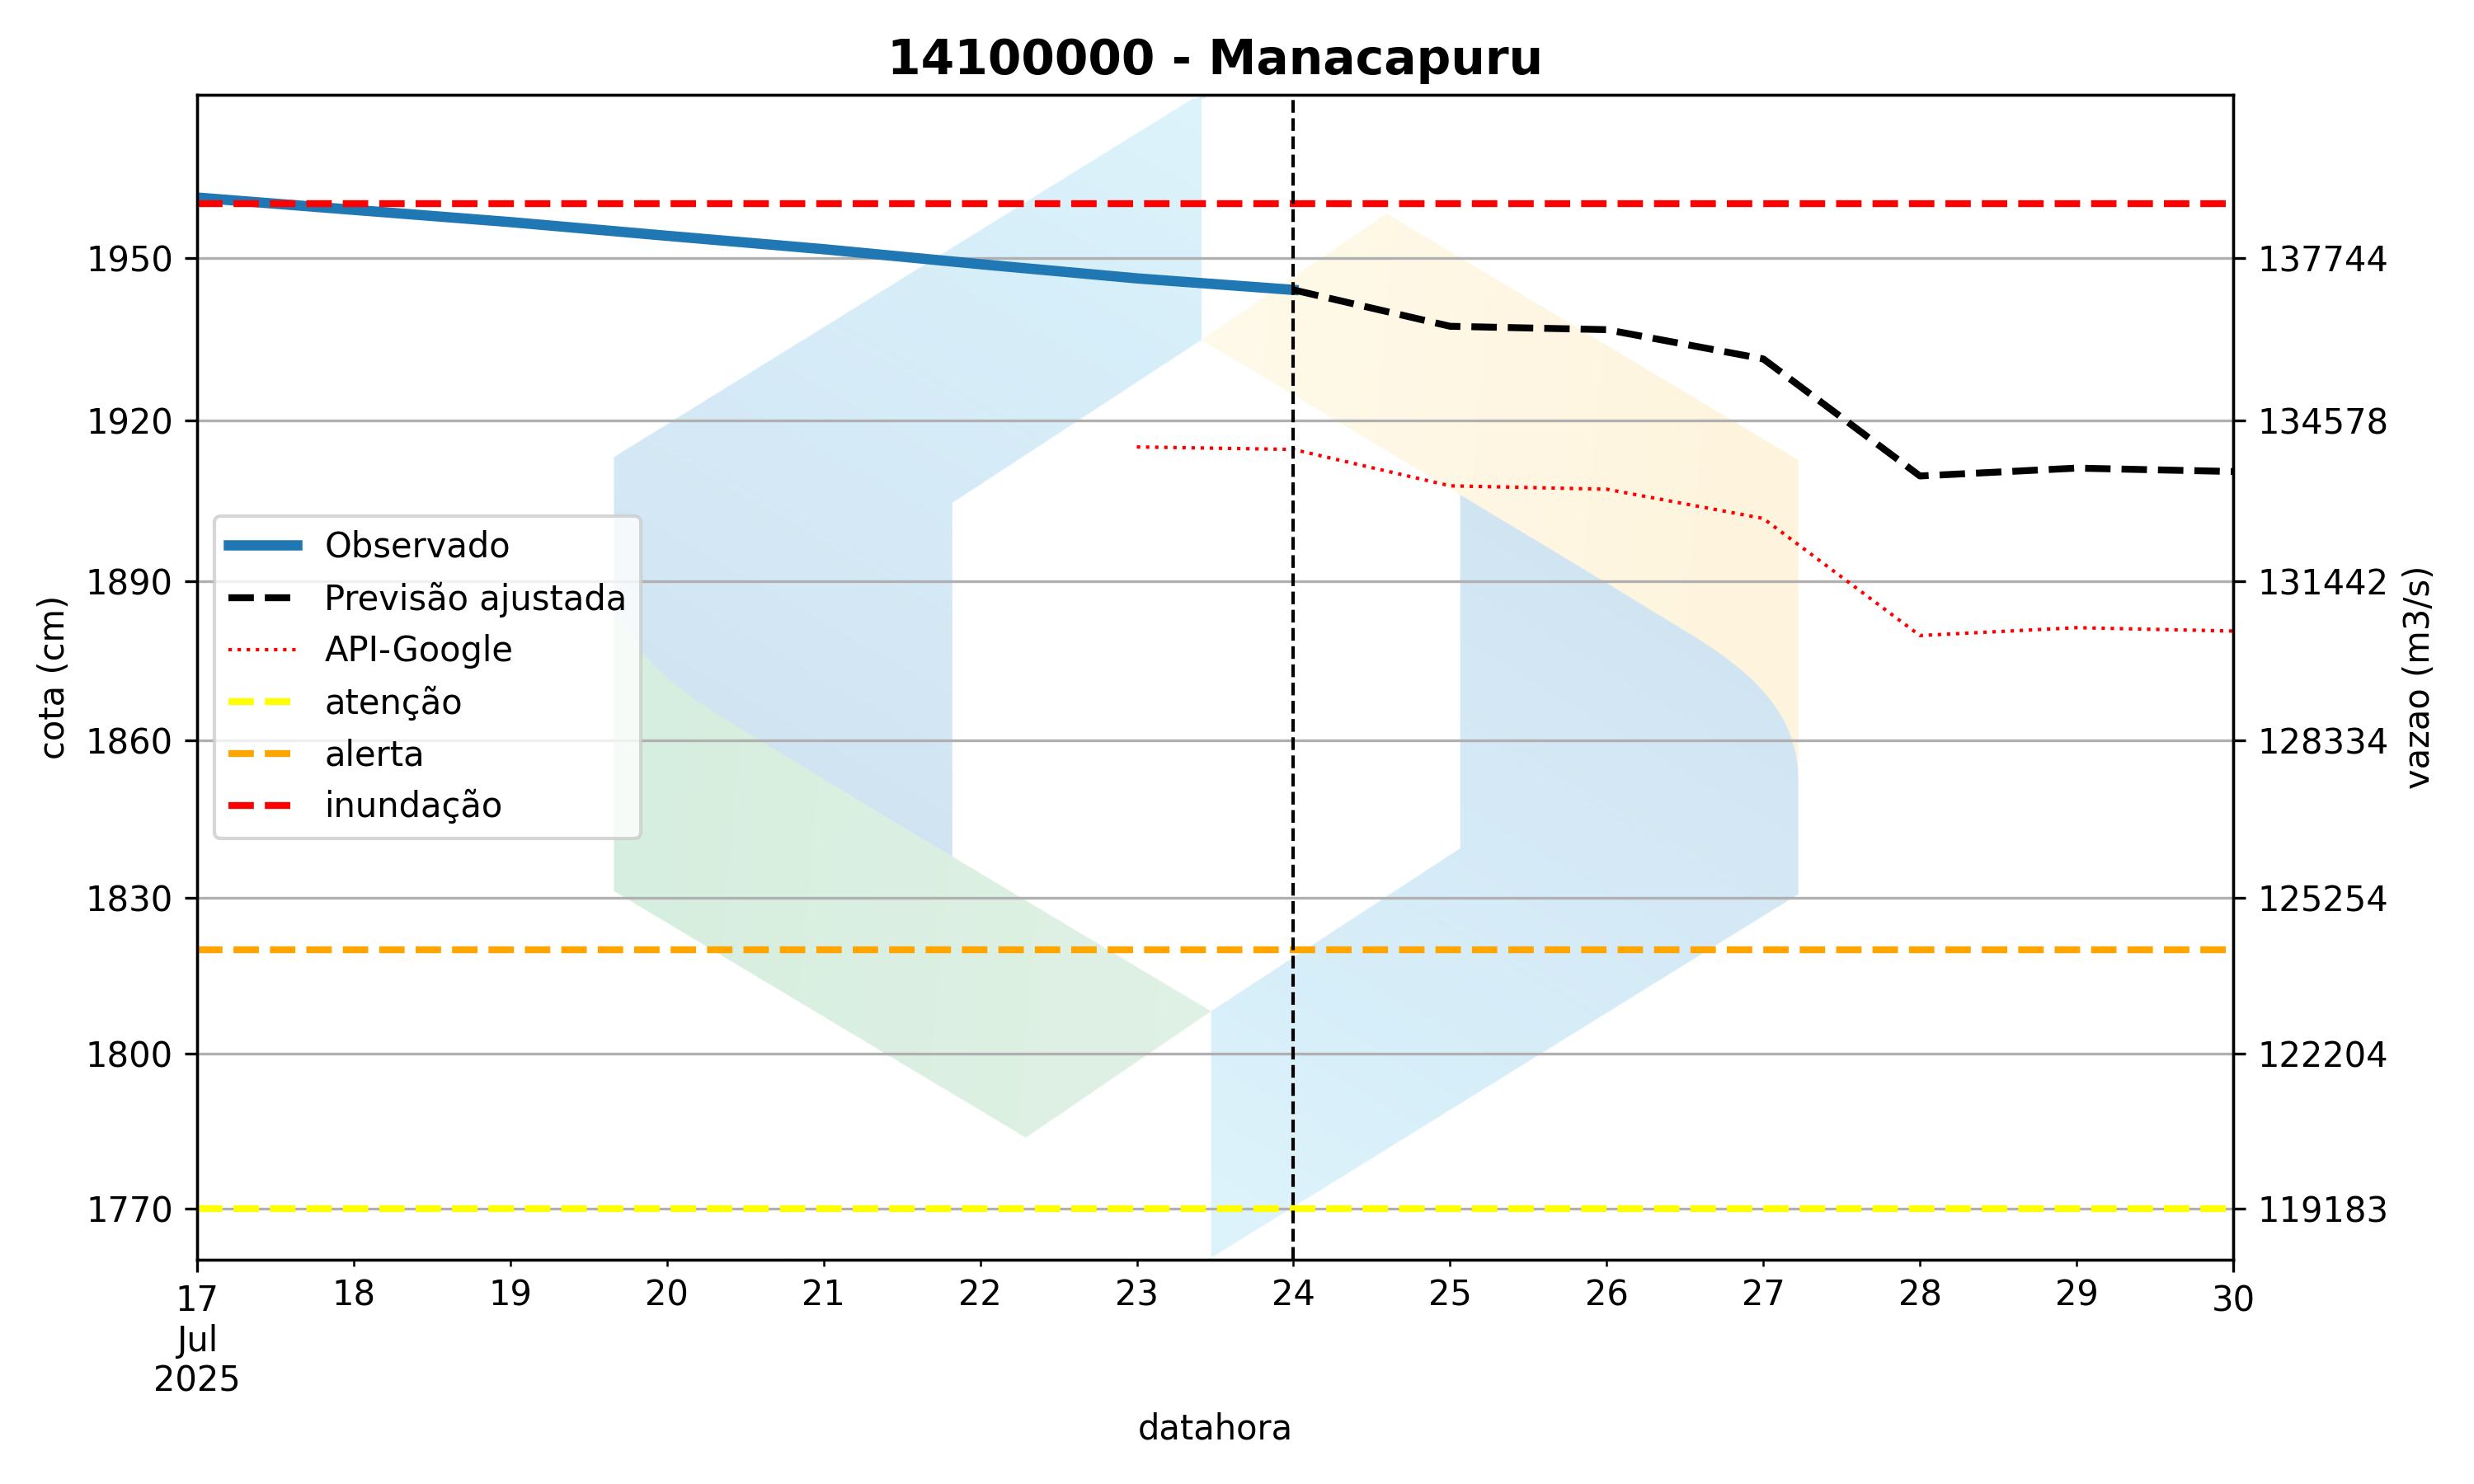 14100000 - Manacapuru
cota (cm)
1950
1920
1890
1860
1830
1800
1770
Observado
Previsão ajustada
API-Google
atenção
alerta
inundação
137744
134578
131442
128334
125254
122204
119183
vazao (m3/s)
17 18 19 20 21 22 23 24 25 26 27 28 29 30
Jul
2025
datahora